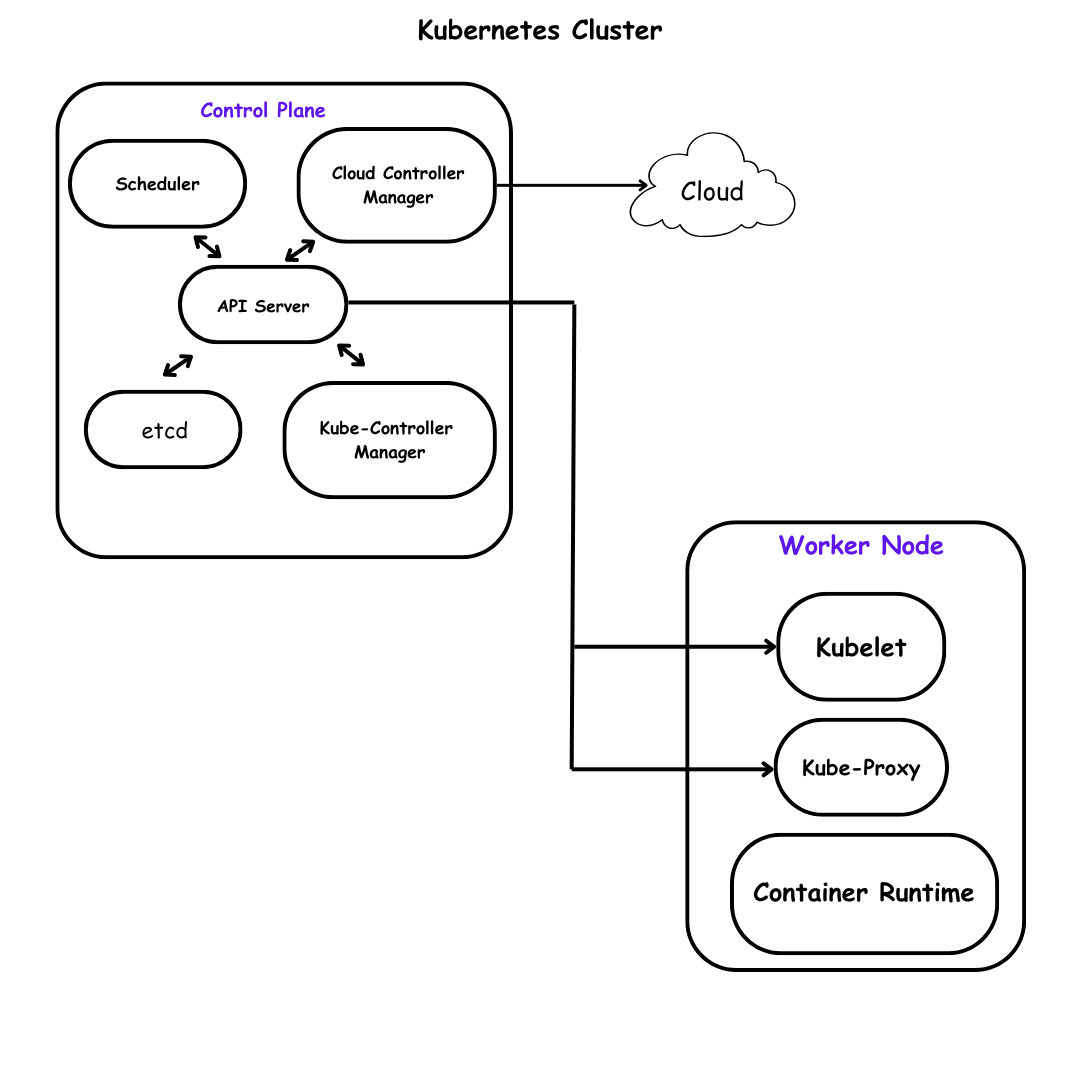 Kubernetes Cluster
Control Plane
Scheduler
Cloud Controller
Manager
Cloud
API Server
etcd
Kube-Controller
Manager
Worker Node
Kubelet
Kube-Proxy
Container Runtime